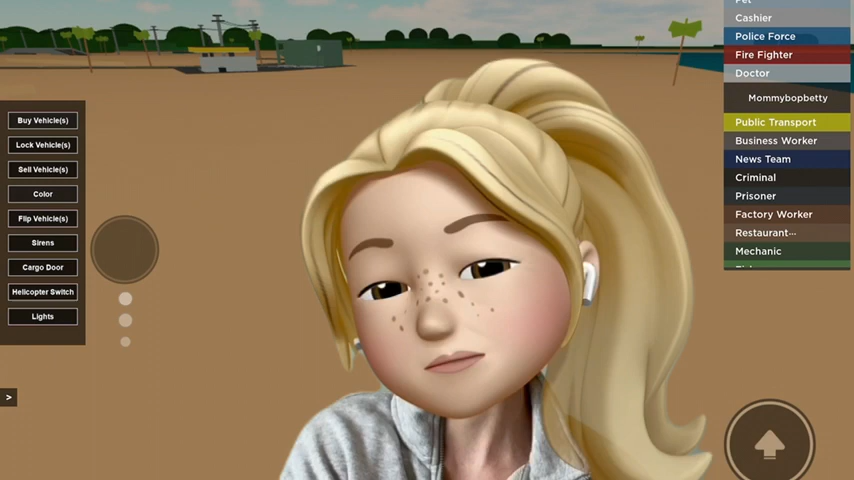 Buy Vehicle(s)
Lock Vehicle(s)
Sell Vehicle(s)
Color
Flip Vehicle(s)
Sirens
Cargo Door
Helicopter Switch
Lights
>
Pet
Cashier
Police Force
Fire Fighter
Doctor
Mommybopbetty
Public Transport
Business Worker
News Team
Criminal
Prisoner
Factory Worker
Restaurant...
Mechanic